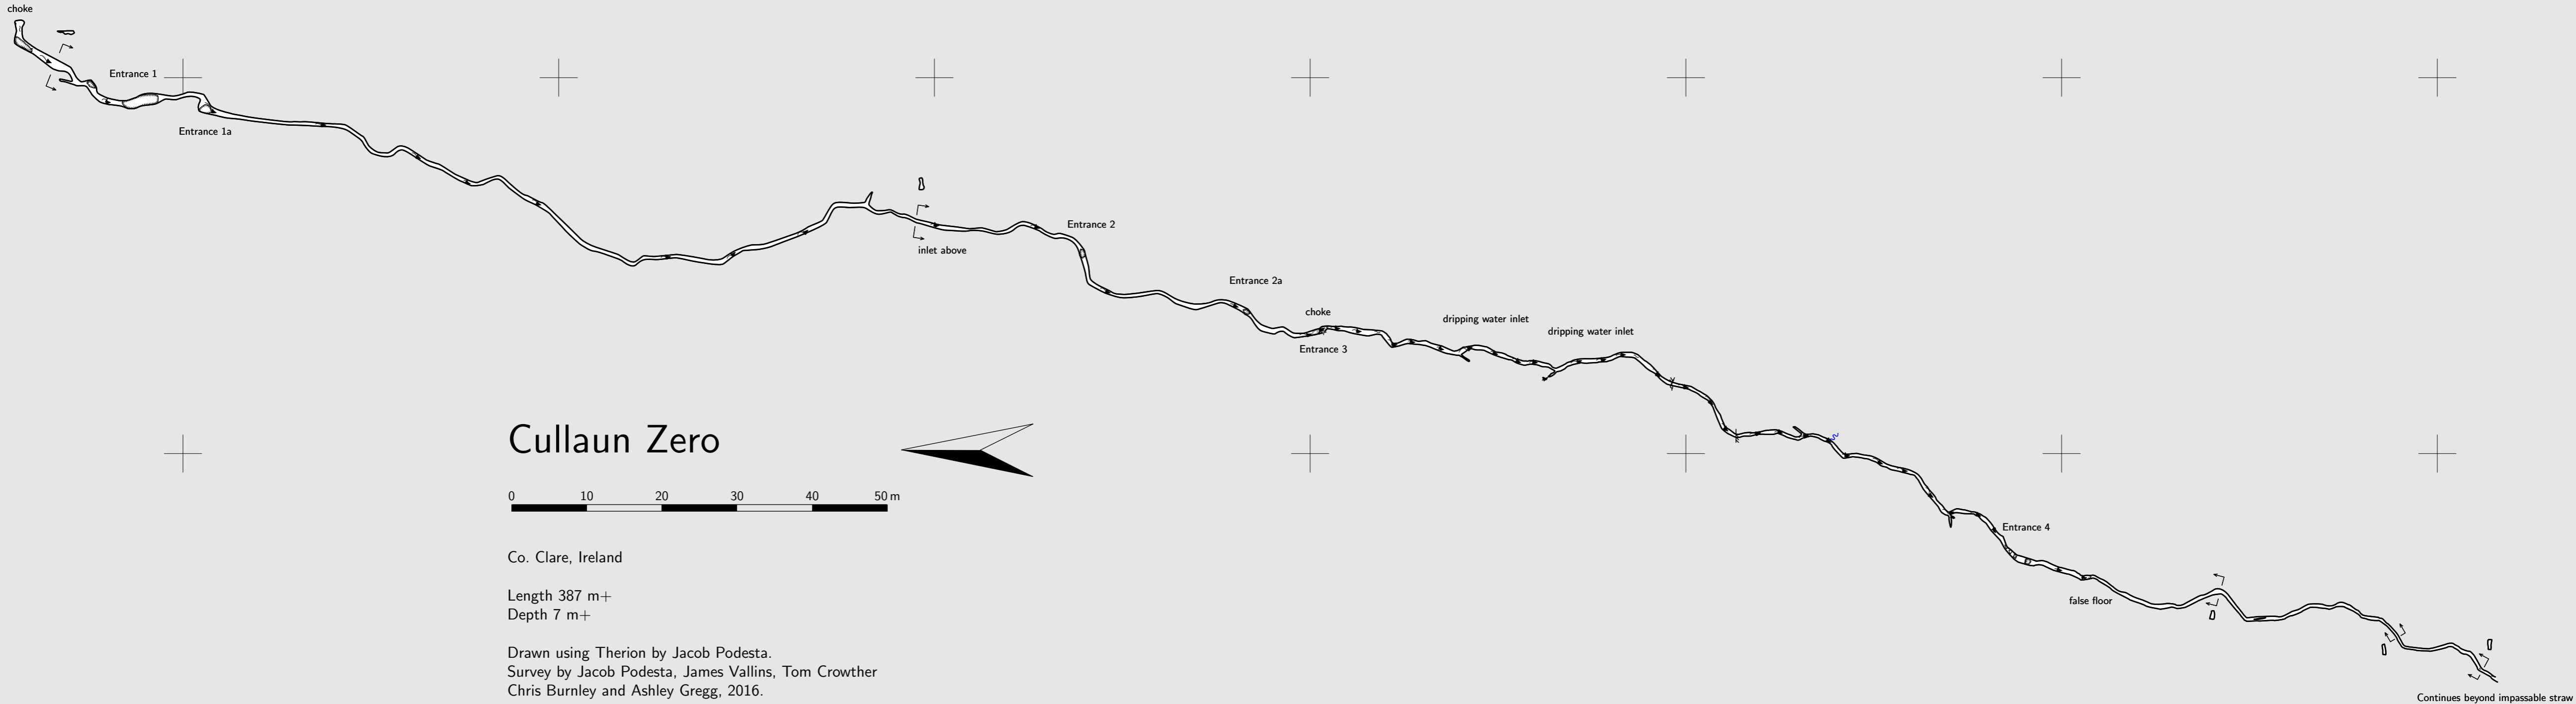 choke
Entrance 1
Entrance 1a
inlet above
Entrance 2
Entrance 2a
choke
Entrance 3
dripping water inlet
dripping water inlet
Entrance 4
false floor
Continues beyond impassable straw
Cullaun Zero
0 10 20 30 40 50 m
Co. Clare, Ireland
Length 387 m+
Depth 7 m+
Drawn using Therion by Jacob Podesta.
Survey by Jacob Podesta, James Vallins, Tom Crowther
Chris Burnley and Ashley Gregg, 2016.